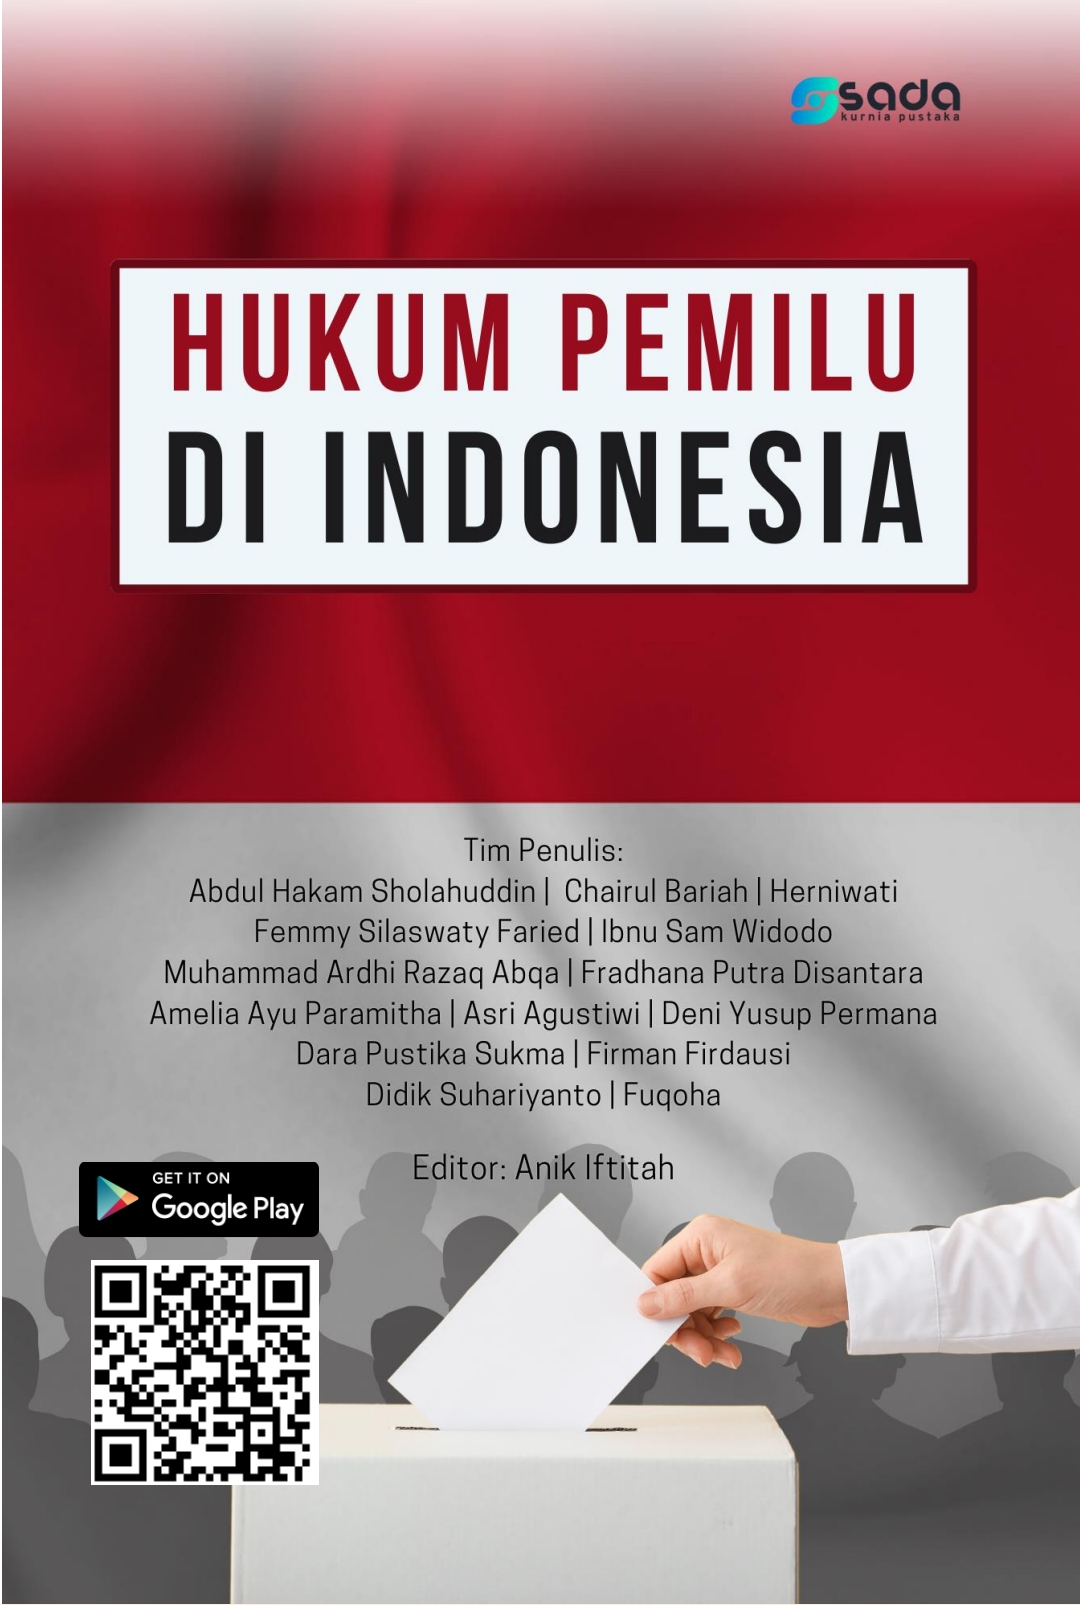 sada
kurnia pustaka
HUKUM PEMILU
DI INDONESIA
Tim Penulis:
Abdul Hakam Sholahuddin | Chairul Bariah | Herniwati
Femmy Silaswaty Faried | Ibnu Sam Widodo
Muhammad Ardhi Razaq Abqa | Fradhana Putra Disantara
Amelia Ayu Paramitha | Asri Agustiwi | Deni Yusup Permana
Dara Pustika Sukma | Firman Firdausi
Didik Suhariyanto | Fuqoha
Editor: Anik Iftitah
GET IT ON
Google Play